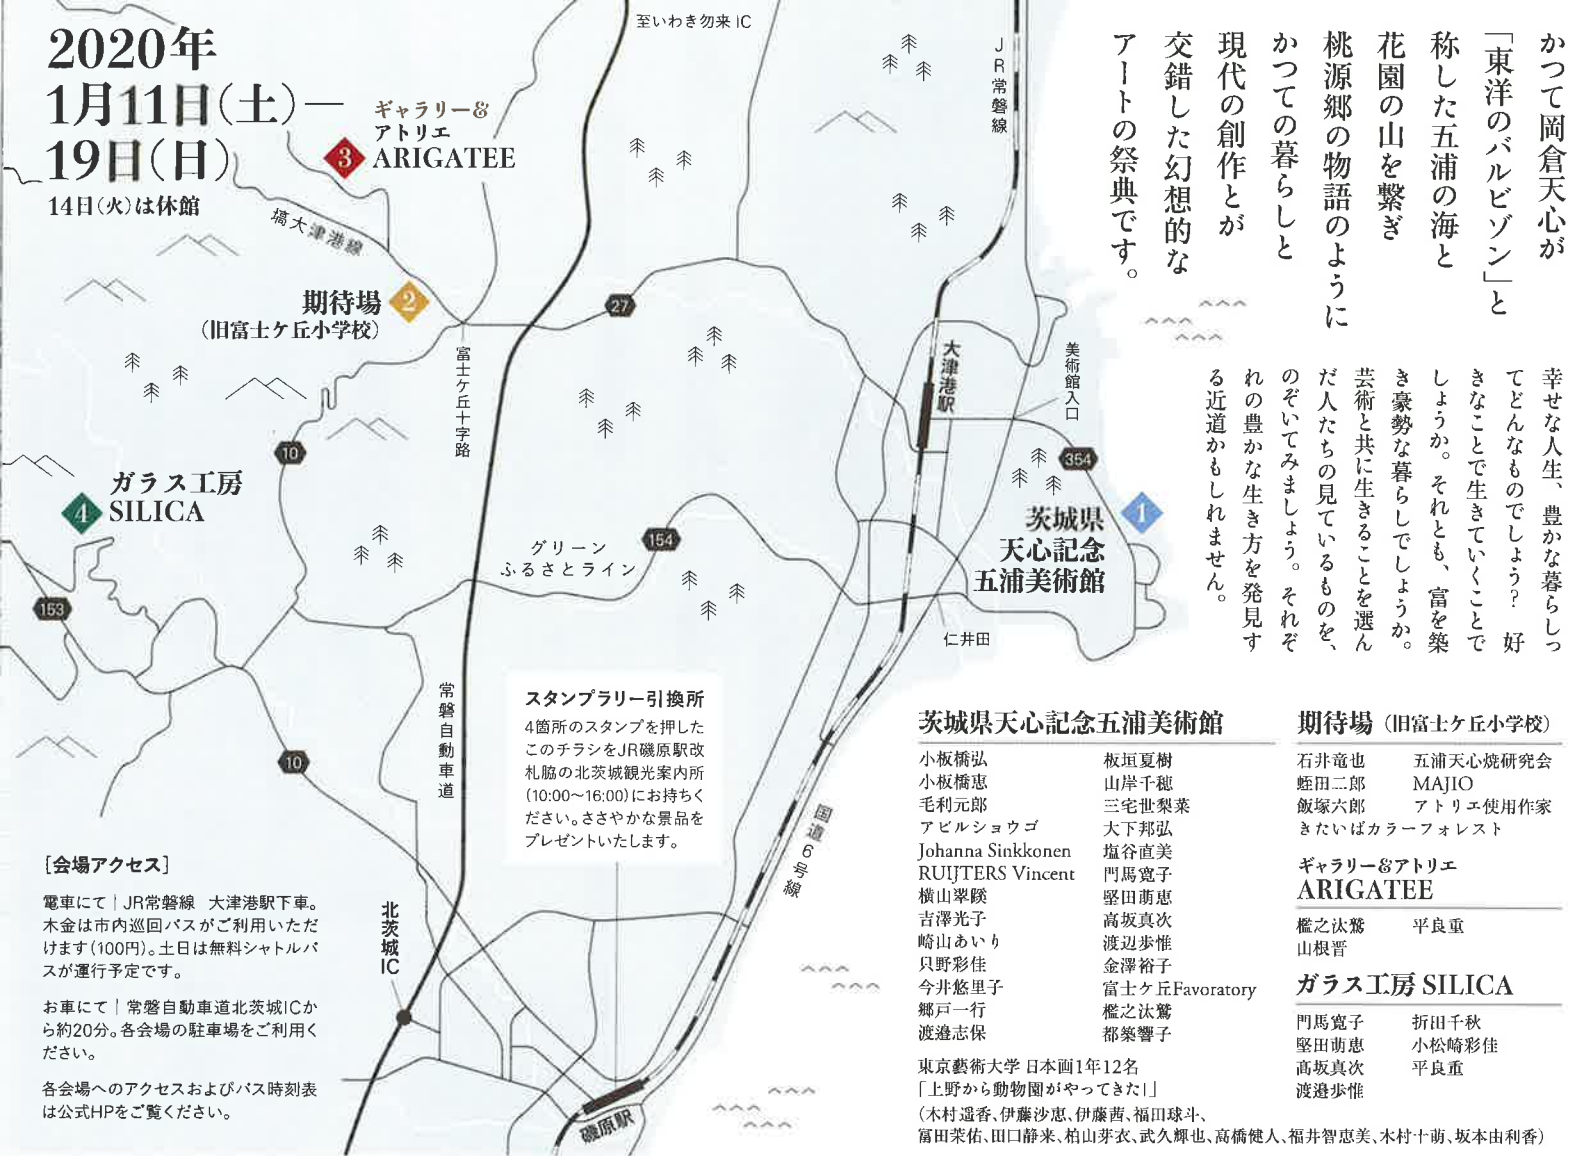 2020年
1月11日(土)—
19日(日)
14日(火)は休館
かつて岡倉天心が
「東洋のバルビゾン」と
称した五浦の海と
花園の山を繋ぎ
桃源郷の物語のように
かつての暮らしと
現代の創作とが
交錯した幻想的な
アートの祭典です。
幸せな人生、豊かな暮らしっ
てどんなものでしょう? 好
きなことで生きていくことで
しょうか。それとも、富を築
き豪勢な暮らしでしょうか。
芸術と共に生きることを選ん
だ人たちの見ているものを、
のぞいてみましょう。それぞ
れの豊かな生き方を発見す
る近道かもしれません。
至いわき勿来IC
JR常磐線
3
ギャラリー&
アトリエ
ARIGATEE
塙大津港線
期待場
(旧富士ケ丘小学校)
2
27
富士ケ丘十字路
大津港駅
美術館入口
10
354
1
茨城県
天心記念
五浦美術館
4
ガラス工房
SILICA
154
グリーン
ふるさとライン
153
仁井田
常磐自動車道
10
国道6号線
北茨城IC
磯原駅
スタンプラリー引換所
4箇所のスタンプを押した
このチラシをJR磯原駅改
札脇の北茨城観光案内所
(10:00〜16:00)にお持ちく
ださい。ささやかな景品を
プレゼントいたします。
[会場アクセス]
電車にて|JR常磐線 大津港駅下車。
木金は市内巡回バスがご利用いただ
けます(100円)。土日は無料シャトルバ
スが運行予定です。
お車にて|常磐自動車道北茨城ICか
ら約20分。各会場の駐車場をご利用く
ださい。
各会場へのアクセスおよびバス時刻表
は公式HPをご覧ください。
茨城県天心記念五浦美術館
小板橋弘 板垣夏樹
小板橋恵 山岸千穂
毛利元郎 三宅世梨菜
アビルショウゴ 大下邦弘
Johanna Sinkkonen 塩谷直美
RUIJTERS Vincent 門馬寛子
横山翠暎 堅田萌恵
吉澤光子 高坂真次
崎山あいり 渡辺歩惟
只野彩佳 金澤裕子
今井悠里子 富士ケ丘Favoratory
郷戸一行 檻之汰鷲
渡邉志保 都築響子
東京藝術大学 日本画1年12名
「上野から動物園がやってきた!」
(木村遥香、伊藤沙恵、伊藤茜、福田球斗、
冨田茉佑、田口静来、柏山芽衣、武久輝也、高橋健人、福井智恵美、木村十萌、坂本由利香)
期待場(旧富士ケ丘小学校)
石井竜也 五浦天心焼研究会
蛭田二郎 MAJIO
飯塚六郎 アトリエ使用作家
きたいばカラーフォレスト
ギャラリー&アトリエ
ARIGATEE
檻之汰鷲 平良重
山根晋
ガラス工房 SILICA
門馬寛子 折田千秋
堅田萌恵 小松崎彩佳
高坂真次 平良重
渡邉歩惟